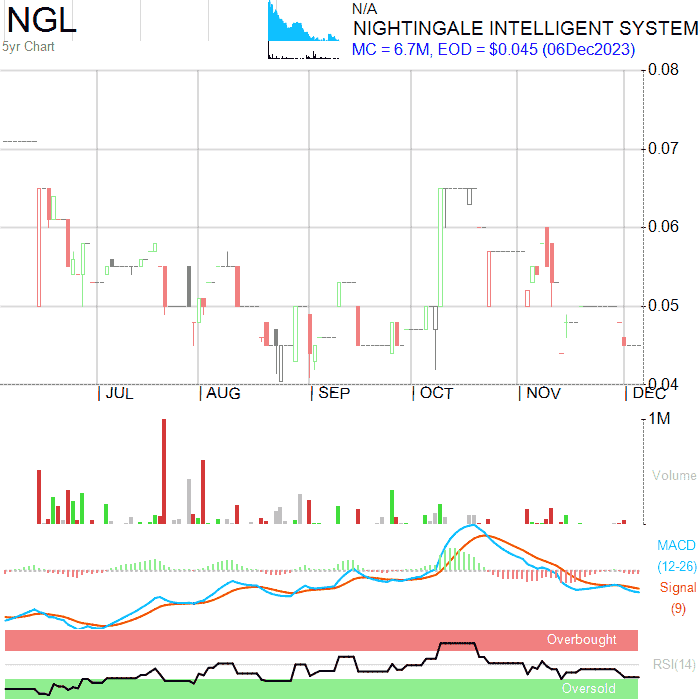 NGL
5yr Chart
N/A
NIGHTINGALE INTELLIGENT SYSTEM
MC = 6.7M, EOD = $0.045 (06Dec2023)
0.08
0.07
0.06
0.05
0.04
JUL
AUG
SEP
OCT
NOV
DEC
1M
Volume
MACD
(12-26)
Signal
(9)
Overbought
RSI(14)
Oversold